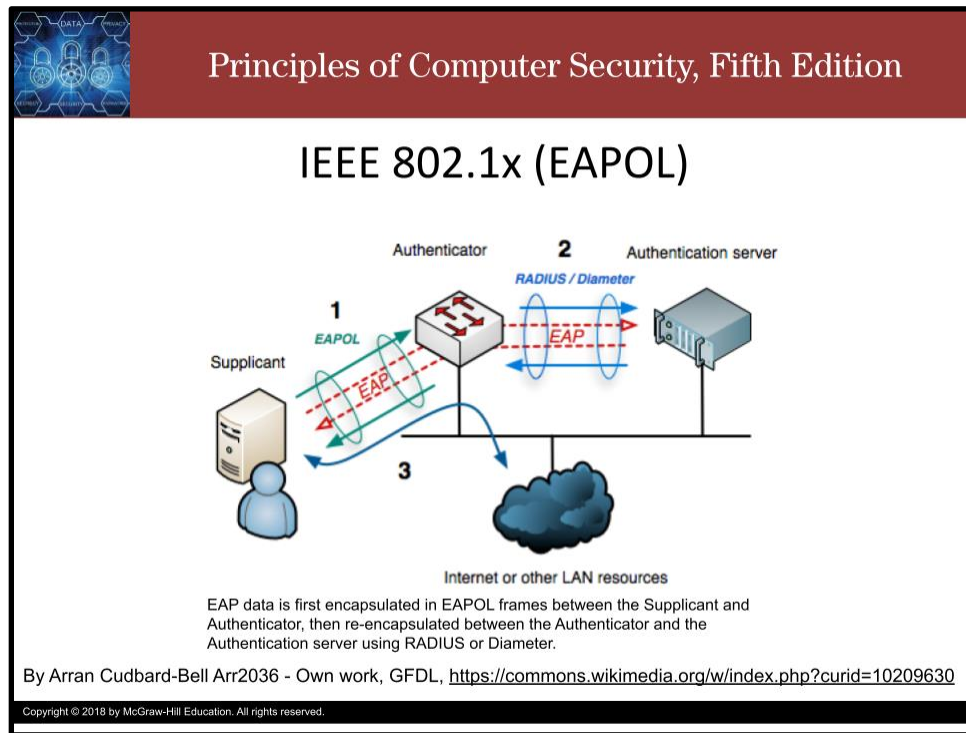 DATA
PRIVACY
SECURITY
Principles of Computer Security, Fifth Edition
IEEE 802.1x (EAPOL)
Authenticator
2
Authentication server
RADIUS / Diameter
1
EAPOL
EAP
Supplicant
EAP
3
Internet or other LAN resources
EAP data is first encapsulated in EAPOL frames between the Supplicant and
Authenticator, then re-encapsulated between the Authenticator and the
Authentication server using RADIUS or Diameter.
By Arran Cudbard-Bell Arr2036 - Own work, GFDL, https://commons.wikimedia.org/w/index.php?curid=10209630
Copyright © 2018 by McGraw-Hill Education. All rights reserved.